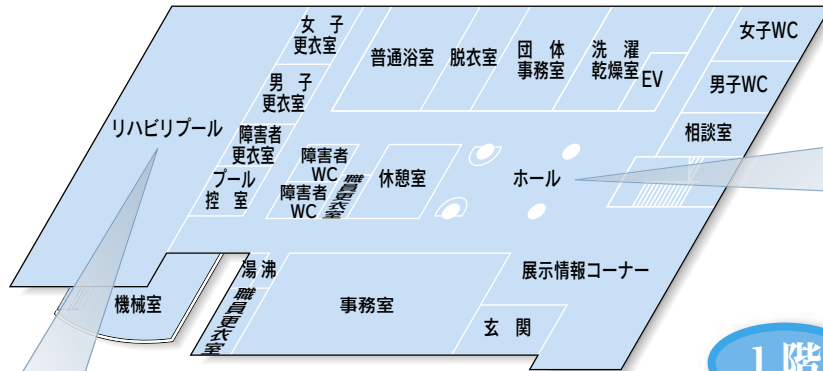 女子
更衣室
普通浴室
脱衣室
団体
事務室
洗濯
乾燥室
EV
女子WC
男子
更衣室
男子WC
リハビリプール
障害者
更衣室
相談室
プール
控室
障害者
WC
障害者
WC
職員更衣室
休憩室
ホール
湯沸
職員更衣室
機械室
事務室
展示情報コーナー
玄関
1階